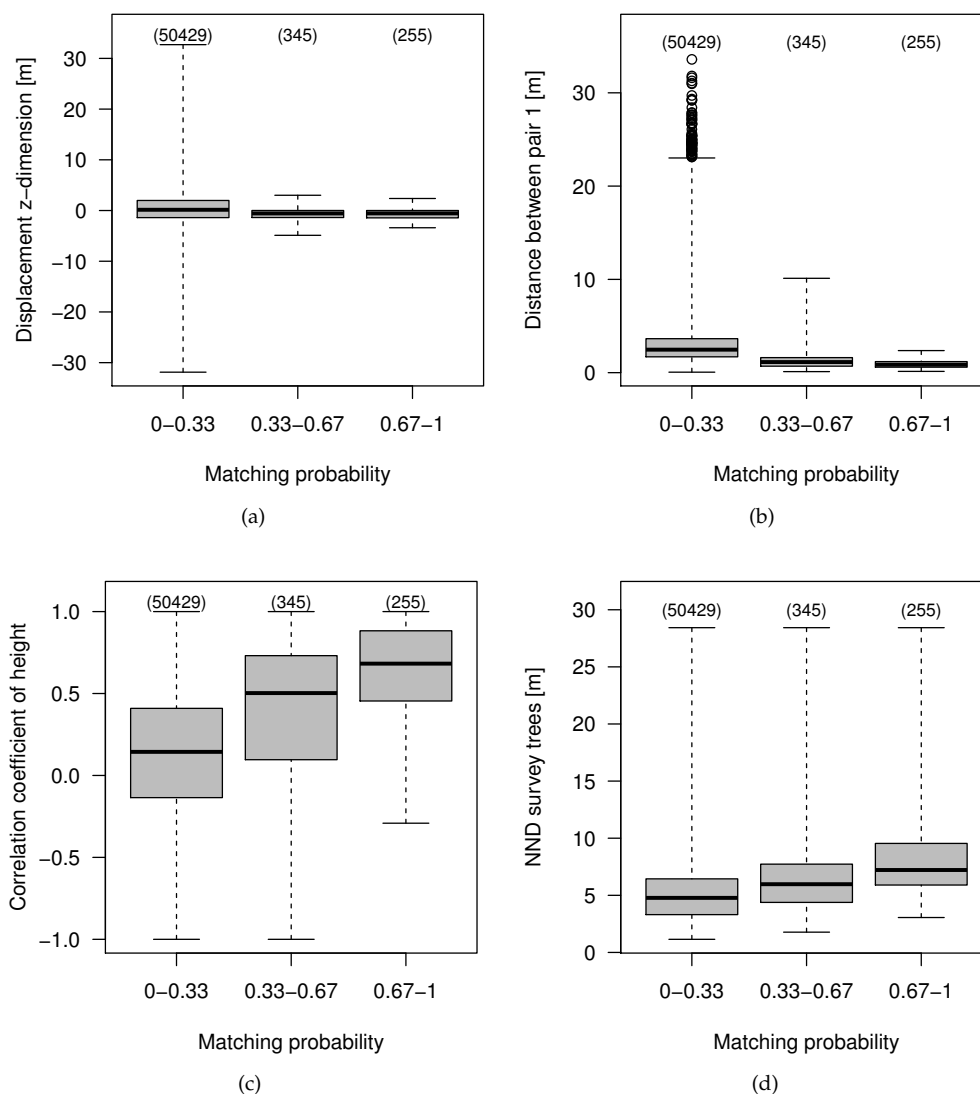 (50429) (345) (255)
30
20
10
0
−10
−20
−30
Displacement z−dimension [m]
0−0.33 0.33−0.67 0.67−1
Matching probability
(a)
(50429) (345) (255)
30
20
10
0
Distance between pair 1 [m]
0−0.33 0.33−0.67 0.67−1
Matching probability
(b)
(50429) (345) (255)
1.0
0.5
0.0
−0.5
−1.0
Correlation coefficient of height
0−0.33 0.33−0.67 0.67−1
Matching probability
(c)
(50429) (345) (255)
30
25
20
15
10
5
0
NND survey trees [m]
0−0.33 0.33−0.67 0.67−1
Matching probability
(d)